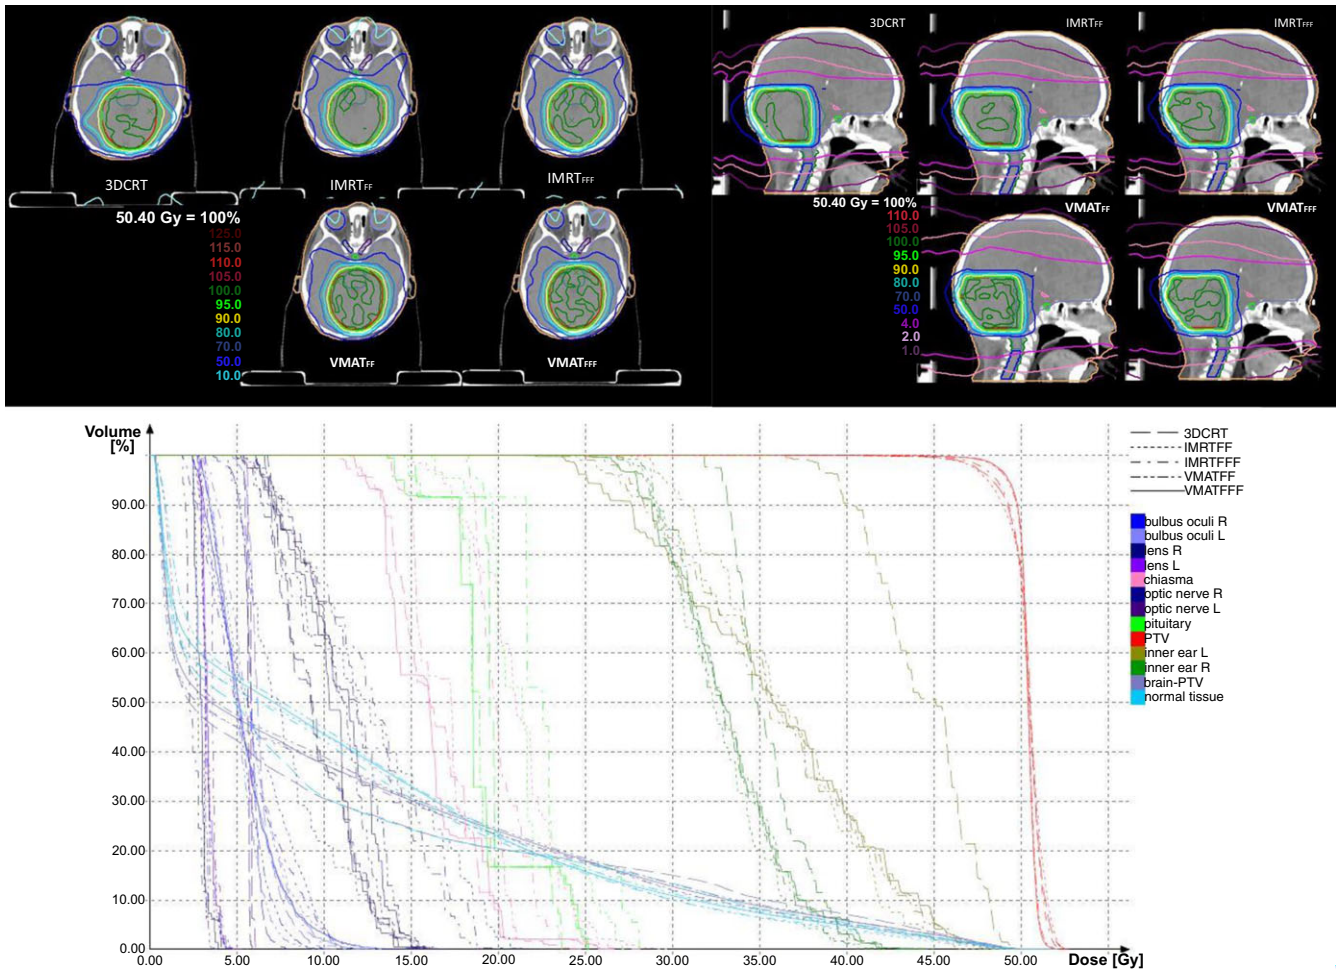 3DCRT
IMRTFF
IMRTFFF
50.40 Gy = 100%
125.0
115.0
110.0
105.0
100.0
95.0
90.0
80.0
70.0
50.0
10.0
VMATFF
VMATFFF
3DCRT
IMRTFF
IMRTFFF
50.40 Gy = 100%
110.0
105.0
100.0
95.0
90.0
80.0
70.0
50.0
4.0
2.0
1.0
VMATFF
VMATFFF
Volume
[%]
90.00
80.00
70.00
60.00
50.00
40.00
30.00
20.00
10.00
0.00
0.00 5.00 10.00 15.00 20.00 25.00 30.00 35.00 40.00 45.00 50.00
Dose [Gy]
3DCRT
IMRTFF
IMRTFFF
VMATFF
VMATFFF
bulbus oculi R
bulbus oculi L
lens R
lens L
chiasma
optic nerve R
optic nerve L
pituitary
PTV
inner ear L
inner ear R
brain-PTV
normal tissue